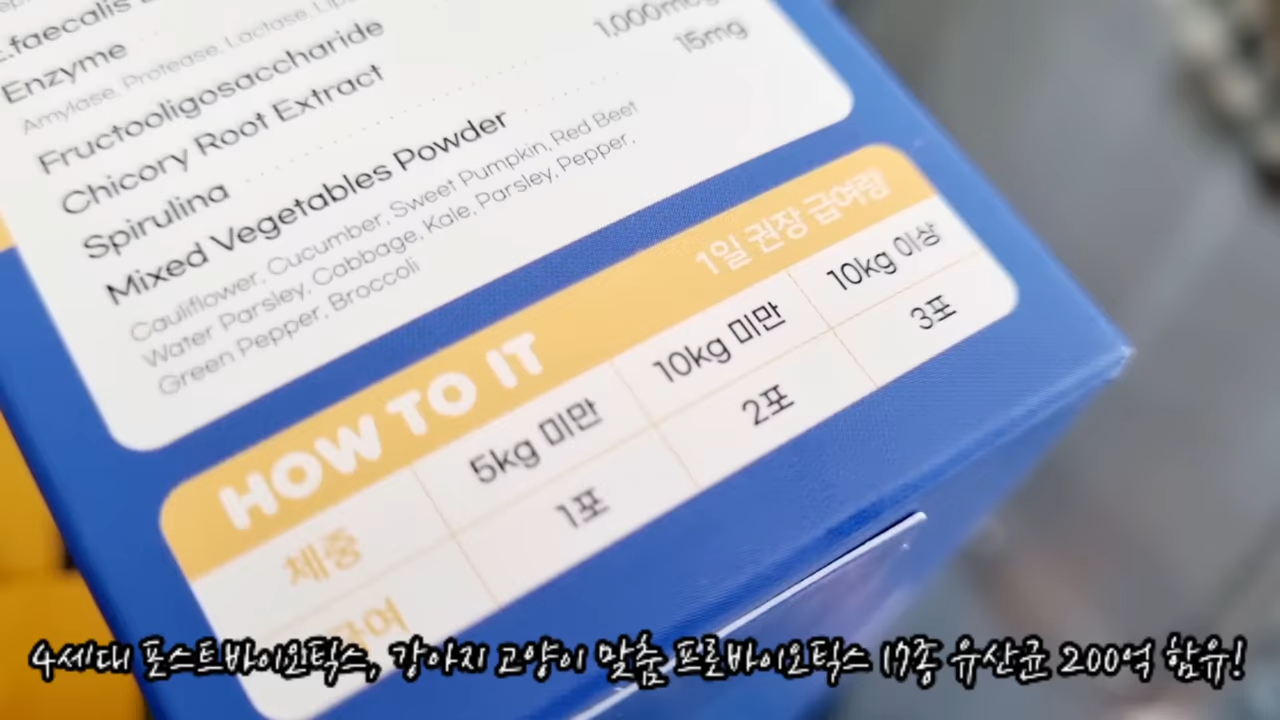 E.faecalis
Enzyme
Amylase, Protease, Lactase,
Fructooligosaccharide
Chicory Root Extract 1,000mcg
Spirulina 15mg
Mixed Vegetables Powder
Cauliflower, Cucumber, Sweet Pumpkin, Red Beet
Water Parsley, Cabbage, Kale, Parsley, Pepper,
Green Pepper, Broccoli
HOW TO IT 1일 권장 급여량
체중 5kg 미만 10kg 미만 10kg 이상
급여 1포 2포 3포
4세대 포스트바이오틱스, 강아지 고양이 맞춤 프로바이오틱스 17종 유산균 200억 함유!